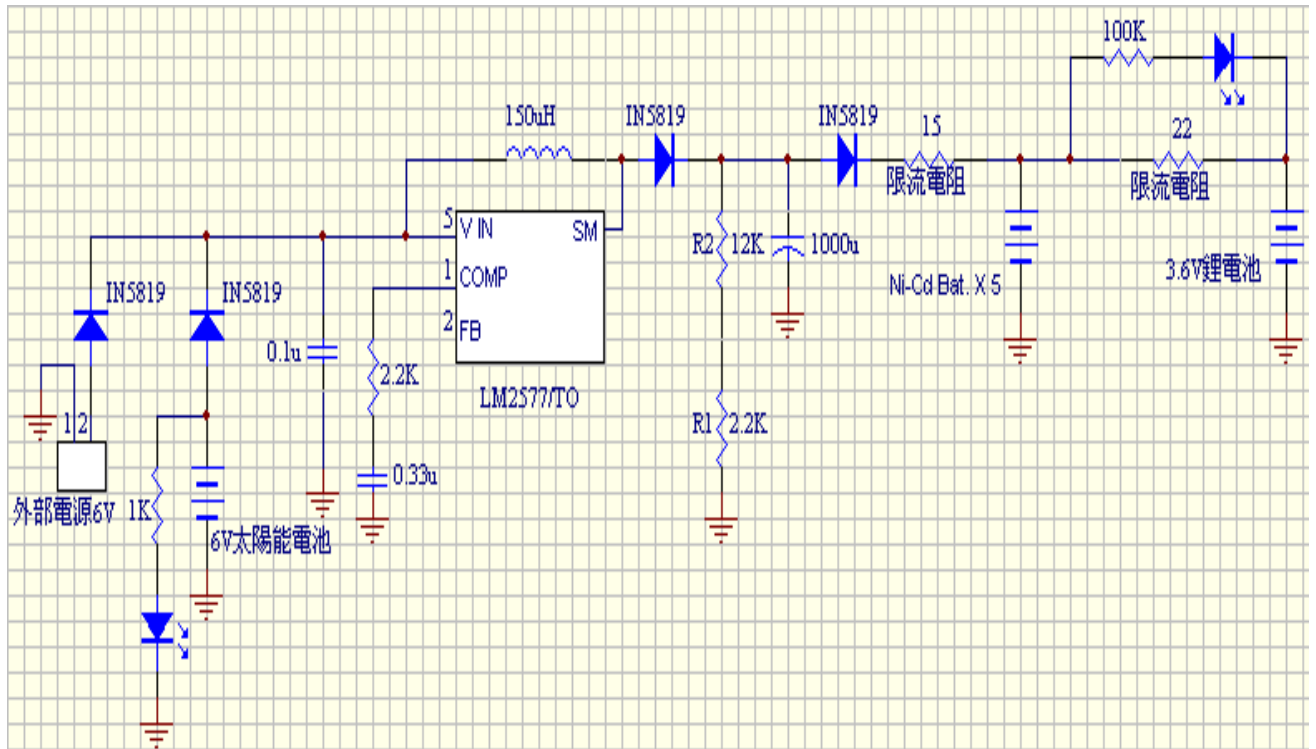 100K
150uH
IN5819
IN5819
15
22
限流電阻
限流電阻
5
V IN
SM
R2
12K
1000u
1
COMP
Ni-Cd Bat. X 5
3.6V鋰電池
IN5819
IN5819
2
FB
0.1u
2.2K
LM2577/TO
R1
2.2K
1
2
0.33u
外部電源6V
1K
6V太陽能電池